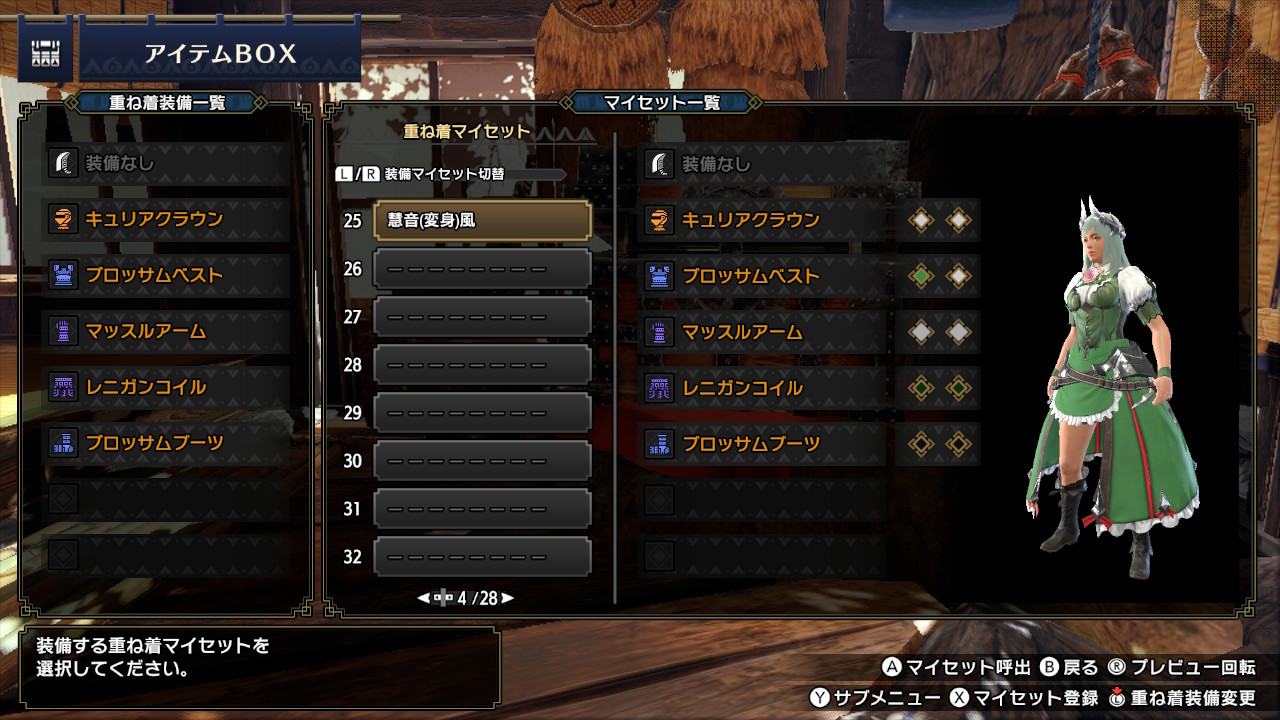 アイテムBOX
重ね着装備一覧
装備なし
キュリアクラウン
ブロッサムベスト
マッスルアーム
レニガンコイル
ブロッサムブーツ
マイセット一覧
重ね着マイセット
L/R 装備マイセット切替
25 慧音(変身)風
26 － － － － － － － －
27 － － － － － － － －
28 － － － － － － － －
29 － － － － － － － －
30 － － － － － － － －
31 － － － － － － － －
32 － － － － － － － －
4/28
装備なし
キュリアクラウン
ブロッサムベスト
マッスルアーム
レニガンコイル
ブロッサムブーツ
装備する重ね着マイセットを
選択してください。
Aマイセット呼出 B戻る Rプレビュー回転
Yサブメニュー Xマイセット登録 L重ね着装備変更